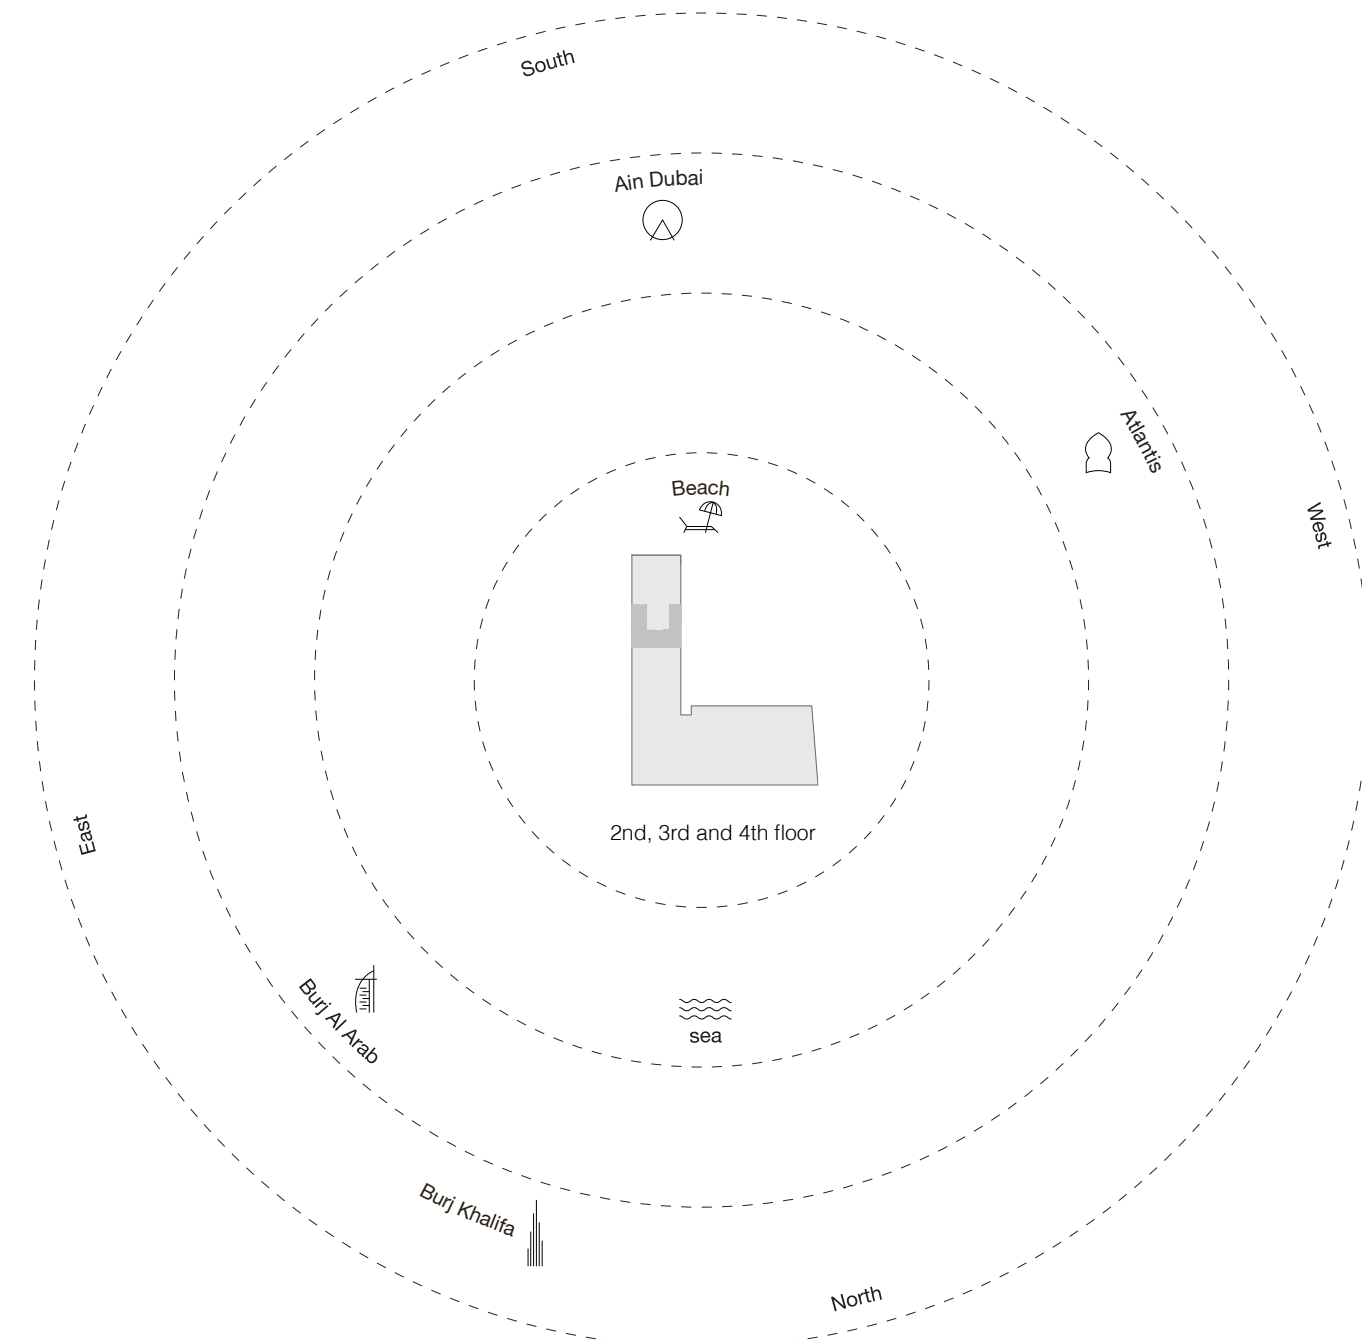 South
Ain Dubai
Atlantis
Beach
West
2nd, 3rd and 4th floor
East
Burj Al Arab
sea
Burj Khalifa
North